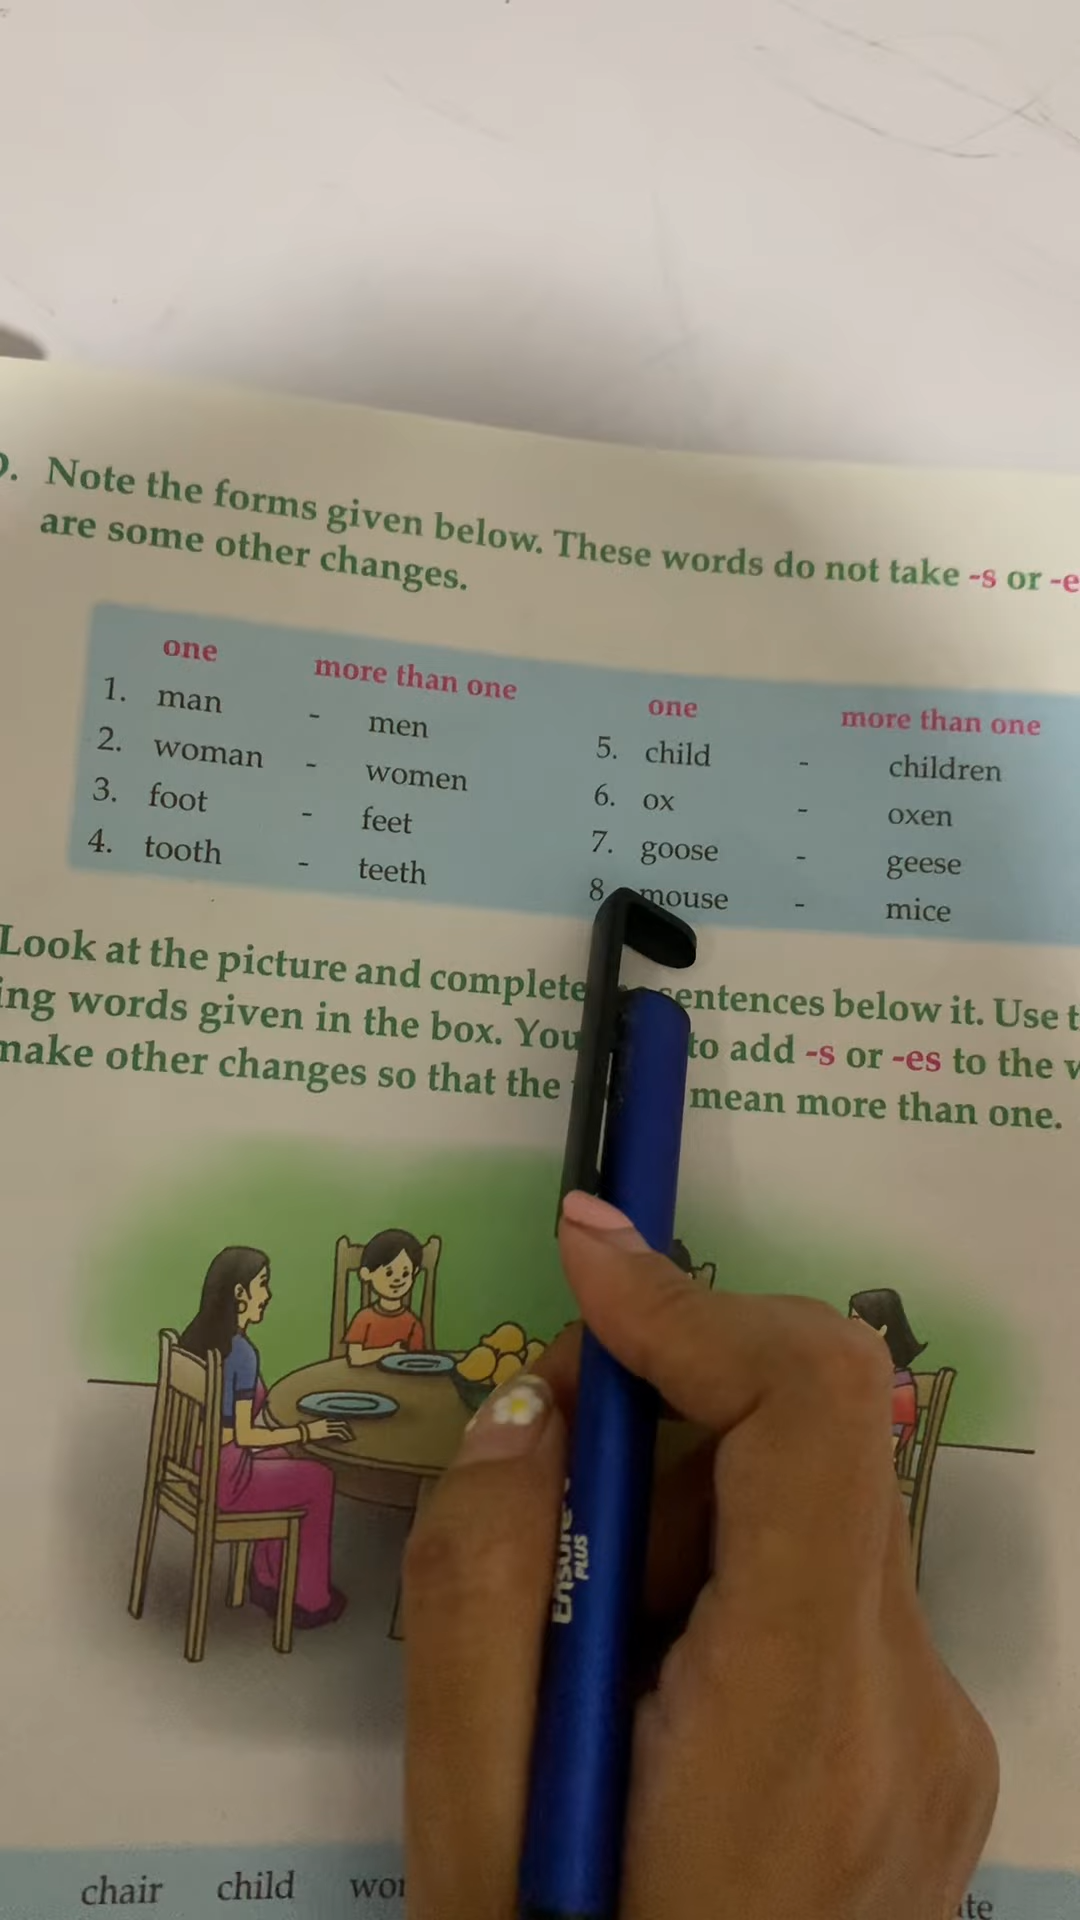 . Note the forms given below. These words do not take -s or -e
are some other changes.
one more than one
1. man - men
2. woman - women
3. foot - feet
4. tooth - teeth
one more than one
5. child - children
6. ox - oxen
7. goose - geese
8 mouse - mice
Look at the picture and complete sentences below it. Use t
ing words given in the box. You to add -s or -es to the w
make other changes so that the mean more than one.
Ensure
PLUS
chair child wor